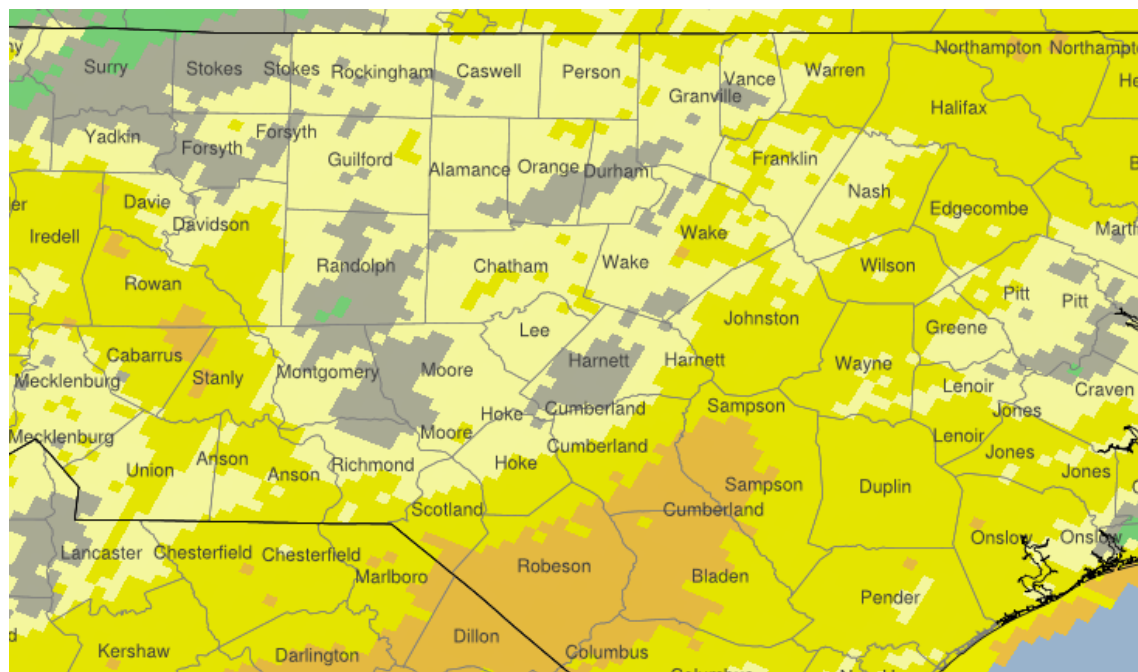 Northampton
Northampt
Surry
Stokes
Stokes
Rockingham
Caswell
Person
Vance
Warren
Granville
Halifax
Yadkin
Forsyth
Forsyth
Guilford
Alamance
Orange
Durham
Franklin
Nash
Davie
Davidson
Edgecombe
Iredell
Wake
Randolph
Chatham
Wake
Wilson
Rowan
Pitt
Pitt
Lee
Johnston
Greene
Cabarrus
Harnett
Harnett
Wayne
Mecklenburg
Stanly
Montgomery
Moore
Lenoir
Craven
Hoke
Cumberland
Sampson
Jones
Mecklenburg
Moore
Cumberland
Lenoir
Union
Anson
Anson
Richmond
Hoke
Jones
Jones
Sampson
Duplin
Scotland
Cumberland
Onslow
Onslow
Lancaster
Chesterfield
Chesterfield
Marlboro
Robeson
Bladen
Pender
Kershaw
Dillon
Darlington
Columbus